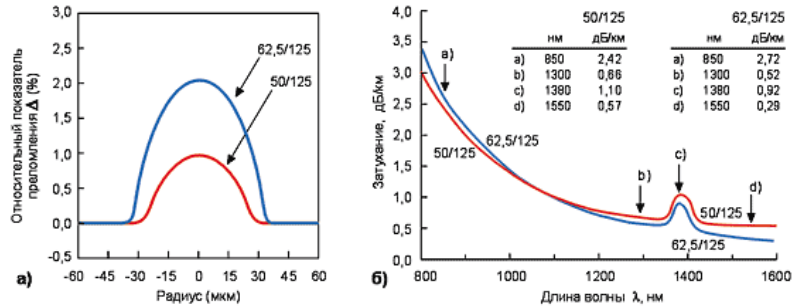 а)
Относительный показатель
преломления Δ (%)
3,0
2,5
2,0
1,5
1,0
0,5
0,0
-0,5
62,5/125
50/125
-60 -45 -30 -15 0 15 30 45 60
Радиус (мкм)
б)
Затухание, дБ/км
4,0
3,5
3,0
2,5
2,0
1,5
1,0
0,5
0,0
50/125 62,5/125
нм дБ/км нм дБ/км
a) 850 2,42 a) 850 2,72
b) 1300 0,66 b) 1300 0,52
c) 1380 1,10 c) 1380 0,92
d) 1550 0,57 d) 1550 0,29
a)
62,5/125
50/125
b)
c)
d)
50/125
62,5/125
800 1000 1200 1400 1600
Длина волны λ, нм